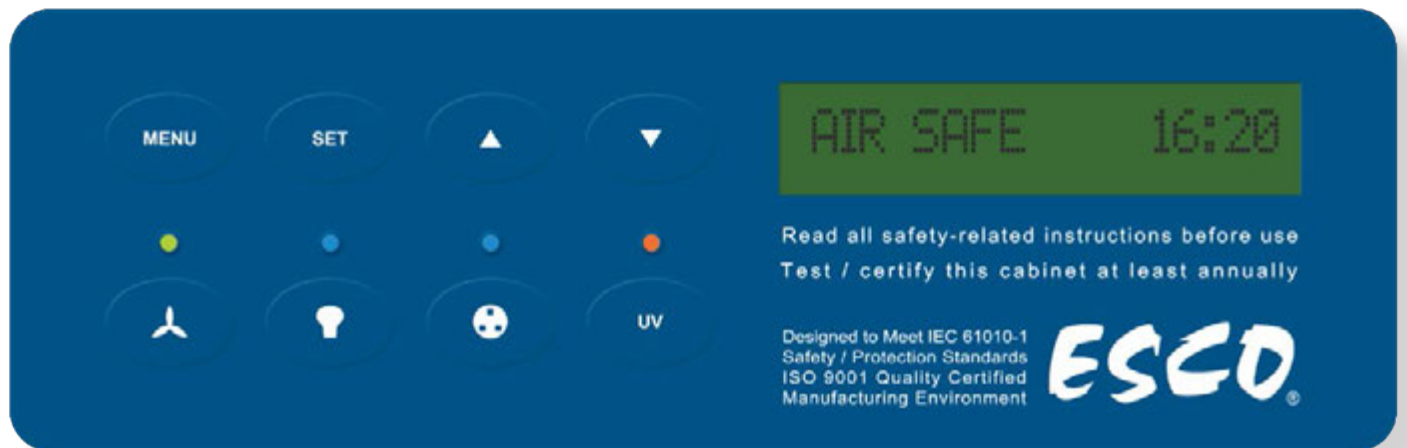 MENU SET ▲ ▼
UV
AIR SAFE 16:20
Read all safety-related instructions before use
Test / certify this cabinet at least annually
Designed to Meet IEC 61010-1
Safety / Protection Standards
ISO 9001 Quality Certified
Manufacturing Environment
ESCO®